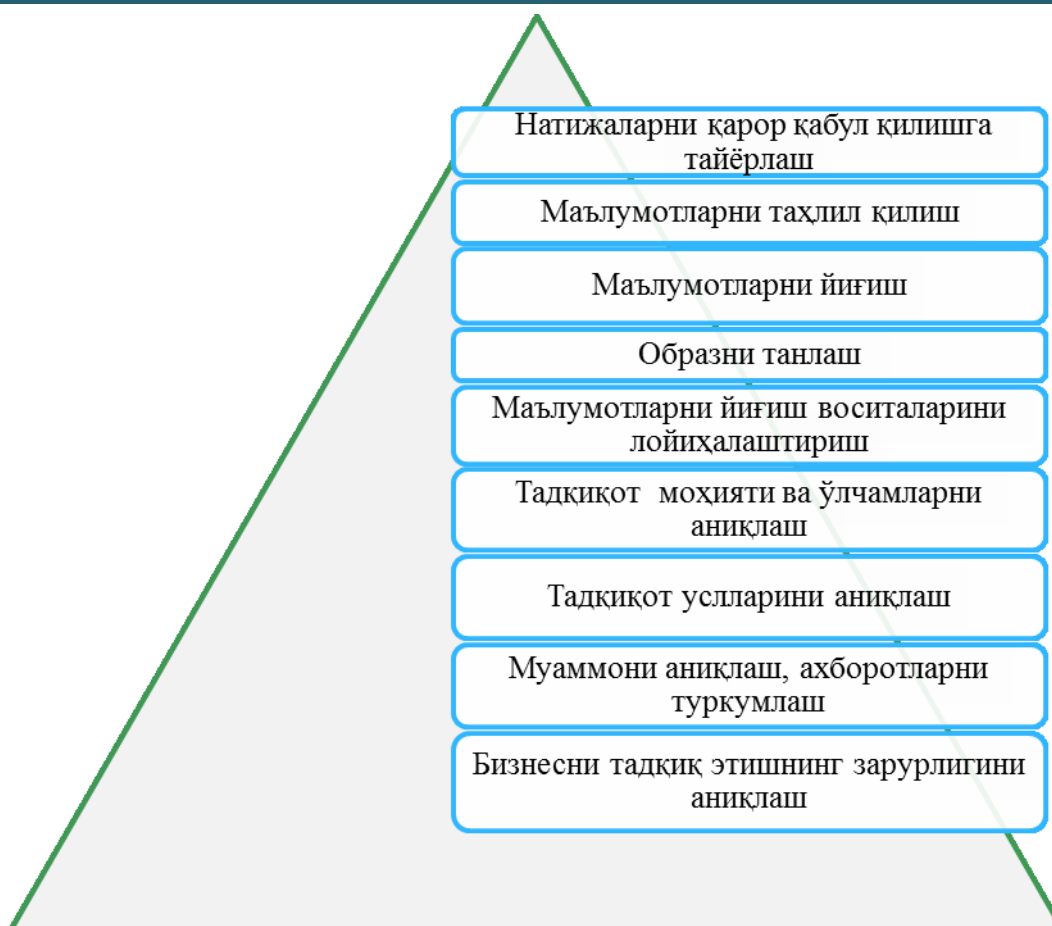 Натижаларни қарор қабул қилишга
тайёрлаш
Маълумотларни таҳлил қилиш
Маълумотларни йиғиш
Образни танлаш
Маълумотларни йиғиш воситаларини
лойиҳалаштириш
Тадқиқот моҳияти ва ўлчамларни
аниқлаш
Тадқиқот услларини аниқлаш
Муаммони аниқлаш, ахборотларни
туркумлаш
Бизнесни тадқиқ этишнинг зарурлигини
аниқлаш